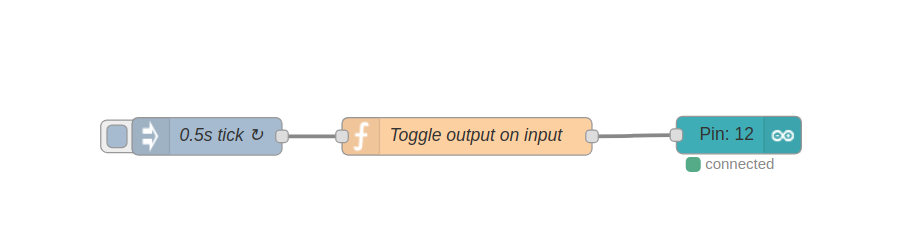 0.5s tick ↻
Toggle output on input
Pin: 12
connected